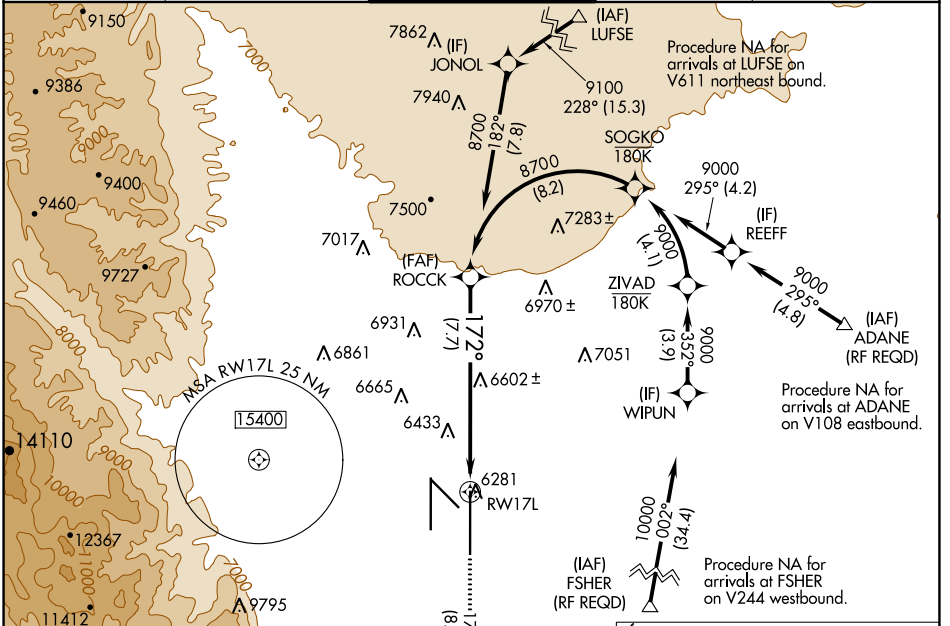 9150
9386
9400
9460
9727
7000
9000
8000
7862
(IF)
JONOL
(IAF)
LUFSE
Procedure NA for
arrivals at LUFSE on
V611 northeast bound.
9100
228° (15.3)
7940
8700
182°
(7.8)
SOGKO
180K
8700
(8.2)
9000
295° (4.2)
7500
7283 ±
(IF)
REEFF
7017
(FAF)
ROCCK
9000
(4.1)
ZIVAD
180K
9000
295°
(4.8)
6970 ±
(IAF)
ADANE
(RF REQD)
172°
(7.7)
6931
6861
7051
9000
352°
(3.9)
6602 ±
6665
(IF)
WIPUN
Procedure NA for
arrivals at ADANE
on V108 eastbound.
MSA RW17L 25 NM
15400
6433
14110
9000
10000
6281
RW17L
12367
11000
7000
10000
002°
(34.4)
(IAF)
FSHER
(RF REQD)
Procedure NA for
arrivals at FSHER
on V244 westbound.
9795
11412